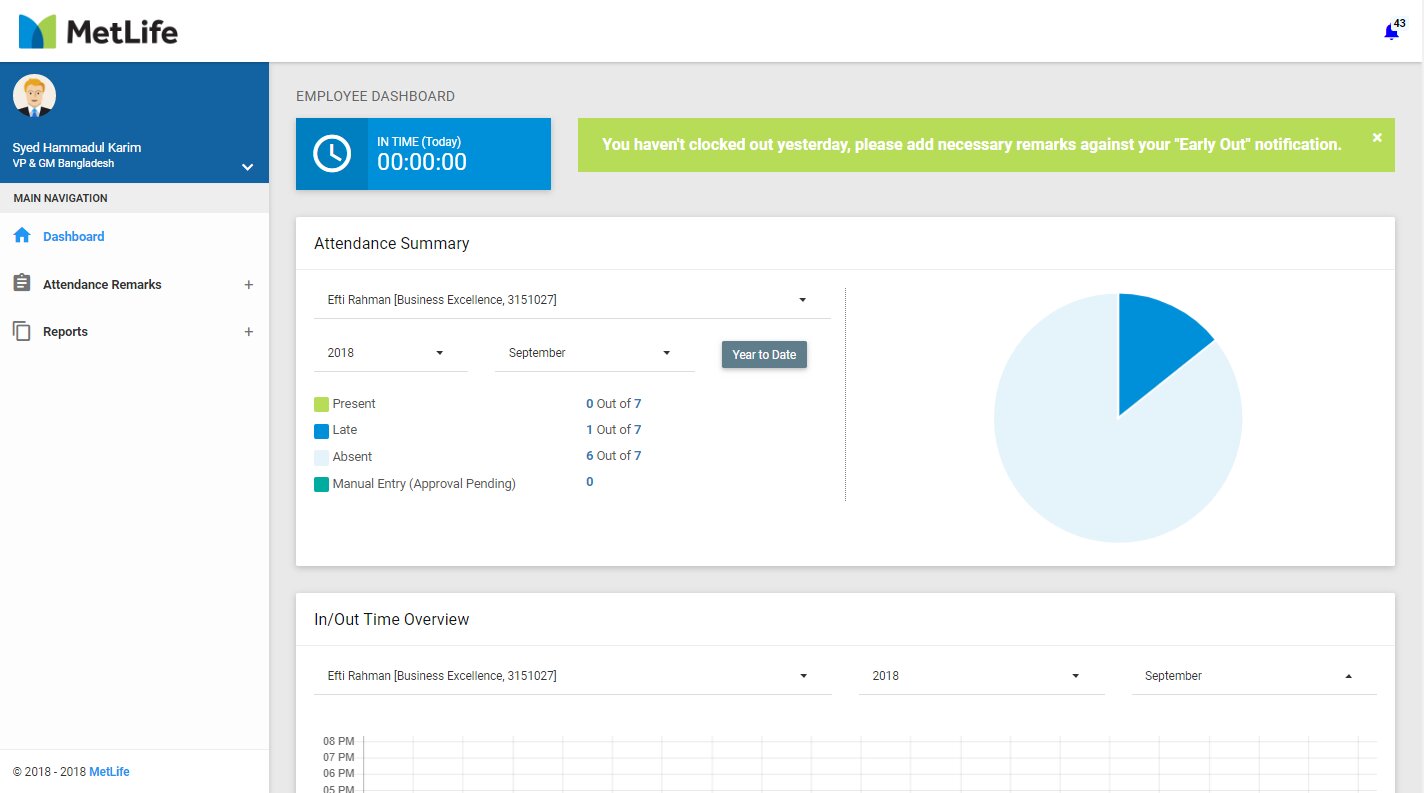 MetLife
43
Syed Hammadul Karim
VP & GM Bangladesh
MAIN NAVIGATION
Dashboard
Attendance Remarks +
Reports +
© 2018 - 2018 MetLife
EMPLOYEE DASHBOARD
IN TIME (Today)
00:00:00
You haven't clocked out yesterday, please add necessary remarks against your "Early Out" notification. ×
Attendance Summary
Efti Rahman [Business Excellence, 3151027]
2018 September Year to Date
Present 0 Out of 7
Late 1 Out of 7
Absent 6 Out of 7
Manual Entry (Approval Pending) 0
In/Out Time Overview
Efti Rahman [Business Excellence, 3151027] 2018 September
08 PM
07 PM
06 PM
05 PM